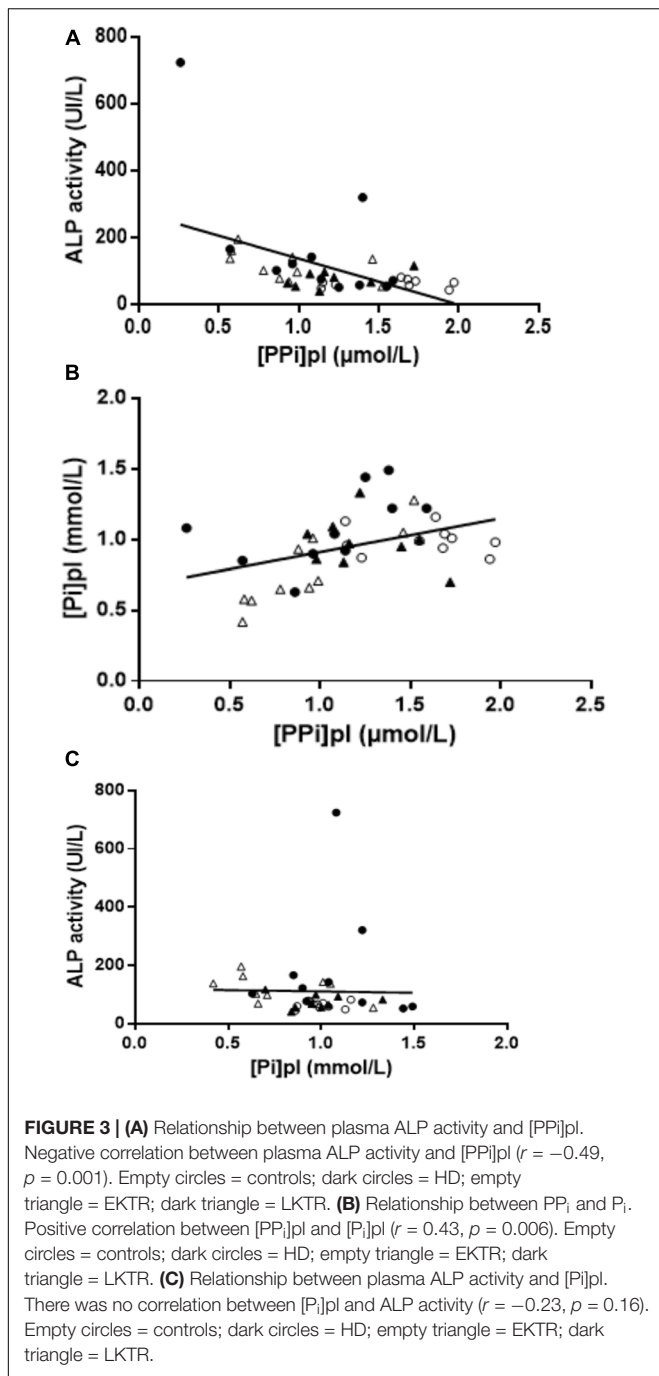 A
ALP activity (UI/L)
800
600
400
200
0
0.0 0.5 1.0 1.5 2.0 2.5
[PPi]pl (µmol/L)
B
[Pi]pl (mmol/L)
2.0
1.5
1.0
0.5
0.0
0.0 0.5 1.0 1.5 2.0 2.5
[PPi]pl (µmol/L)
C
ALP activity (UI/L)
800
600
400
200
0
0.0 0.5 1.0 1.5 2.0
[Pi]pl (mmol/L)
FIGURE 3 | (A) Relationship between plasma ALP activity and [PPi]pl.
Negative correlation between plasma ALP activity and [PPi]pl (r = −0.49,
p = 0.001). Empty circles = controls; dark circles = HD; empty
triangle = EKTR; dark triangle = LKTR. (B) Relationship between PPi and Pi.
Positive correlation between [PPi]pl and [Pi]pl (r = 0.43, p = 0.006). Empty
circles = controls; dark circles = HD; empty triangle = EKTR; dark
triangle = LKTR. (C) Relationship between plasma ALP activity and [Pi]pl.
There was no correlation between [Pi]pl and ALP activity (r = −0.23, p = 0.16).
Empty circles = controls; dark circles = HD; empty triangle = EKTR; dark
triangle = LKTR.